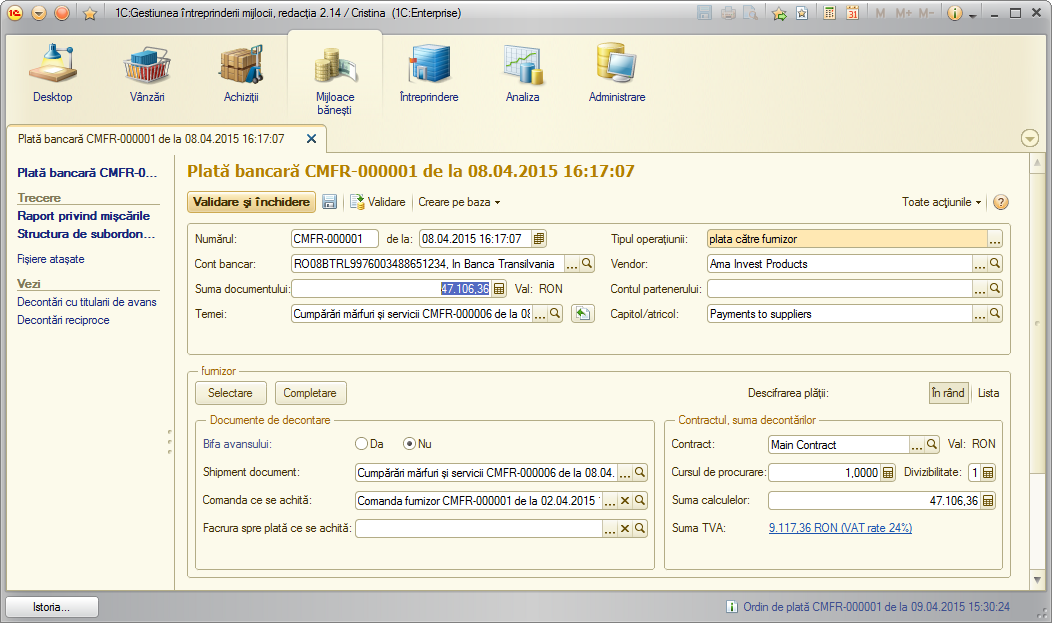 1C:Gestiunea întreprinderii mijlocii, redacția 2.14 / Cristina (1C:Enterprise)
M M+ M-
Desktop
Vânzări
Achiziții
Mijloace
bănești
Întreprindere
Analiza
Administrare
Plată bancară CMFR-000001 de la 08.04.2015 16:17:07
Plată bancară CMFR-0...
Trecere
Raport privind mișcările
Structura de subordon...
Fișiere atașate
Vezi
Decontări cu titularii de avans
Decontări reciproce
Plată bancară CMFR-000001 de la 08.04.2015 16:17:07
Validare și închidere
Validare
Creare pe baza
Toate acțiunile
Numărul: CMFR-000001 de la: 08.04.2015 16:17:07
Tipul operațiunii: plata către furnizor
Cont bancar: RO08BTRL9976003488651234, In Banca Transilvania
Vendor: Ama Invest Products
Suma documentului: 47.106,36 Val: RON
Contul partenerului:
Temei: Cumpărări mărfuri și servicii CMFR-000006 de la 08
Capitol/atricol: Payments to suppliers
furnizor
Selectare
Completare
Descifrarea plății:
În rând
Lista
Documente de decontare
Bifa avansului: Da Nu
Shipment document: Cumpărări mărfuri și servicii CMFR-000006 de la 08.04.
Comanda ce se achită: Comanda furnizor CMFR-000001 de la 02.04.2015
Facrura spre plată ce se achită:
Contractul, suma decontărilor
Contract: Main Contract Val: RON
Cursul de procurare: 1,0000 Divizibilitate: 1
Suma calculelor: 47.106,36
Suma TVA: 9.117,36 RON (VAT rate 24%)
Istoria...
Ordin de plată CMFR-000001 de la 09.04.2015 15:30:24